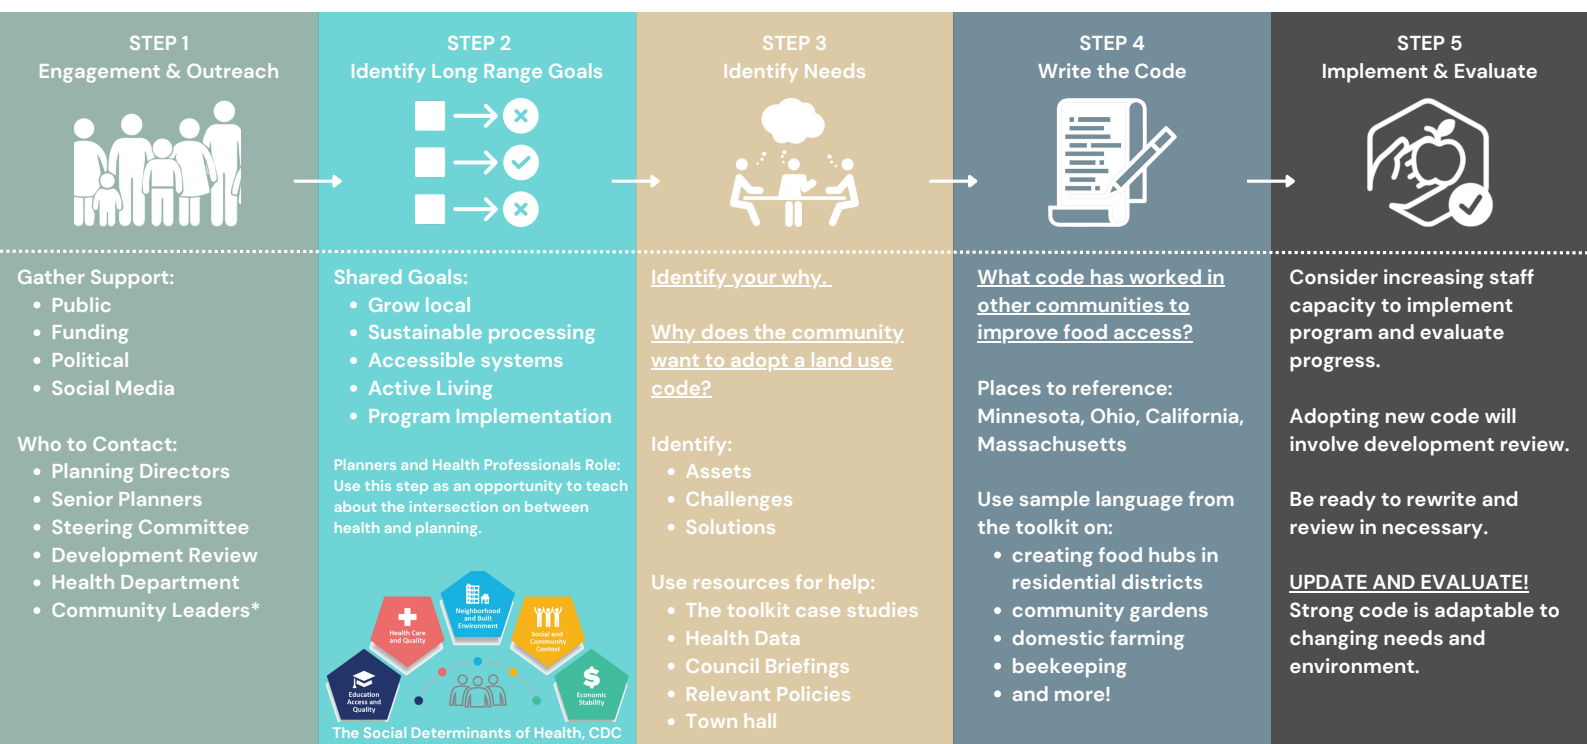 STEP 1
Engagement & Outreach
Gather Support:
• Public
• Funding
• Political
• Social Media
Who to Contact:
• Planning Directors
• Senior Planners
• Steering Committee
• Development Review
• Health Department
• Community Leaders*
STEP 2
Identify Long Range Goals
Shared Goals:
• Grow local
• Sustainable processing
• Accessible systems
• Active Living
• Program Implementation
Planners and Health Professionals Role:
Use this step as an opportunity to teach
about the intersection on between
health and planning.
Education
Access and
Quality
Health Care
and Quality
Neighborhood
and Built
Environment
Social and
Community
Context
Economic
Stability
The Social Determinants of Health, CDC
STEP 3
Identify Needs
Identify your why.
Why does the community
want to adopt a land use
code?
Identify:
• Assets
• Challenges
• Solutions
Use resources for help:
• The toolkit case studies
• Health Data
• Council Briefings
• Relevant Policies
• Town hall
STEP 4
Write the Code
What code has worked in
other communities to
improve food access?
Places to reference:
Minnesota, Ohio, California,
Massachusetts
Use sample language from
the toolkit on:
• creating food hubs in
residential districts
• community gardens
• domestic farming
• beekeeping
• and more!
STEP 5
Implement & Evaluate
Consider increasing staff
capacity to implement
program and evaluate
progress.
Adopting new code will
involve development review.
Be ready to rewrite and
review in necessary.
UPDATE AND EVALUATE!
Strong code is adaptable to
changing needs and
environment.